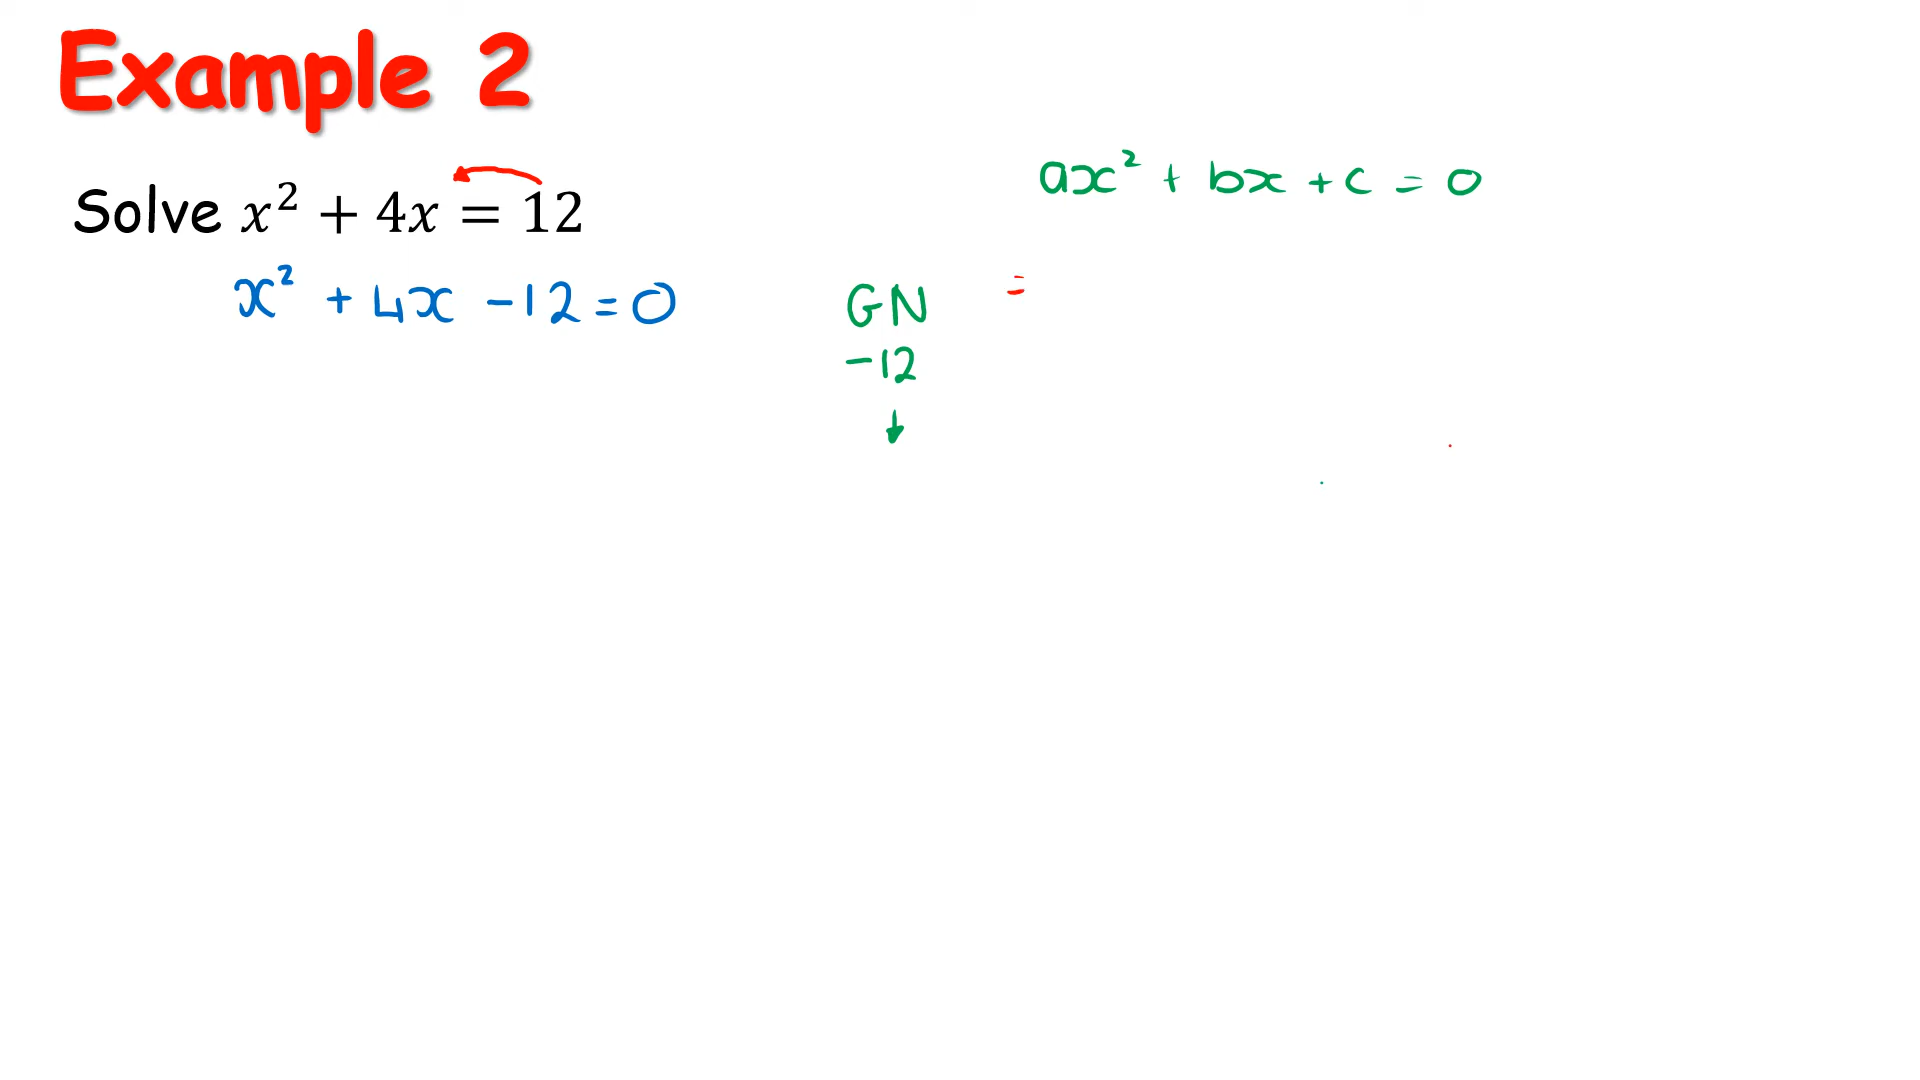 Example 2
ax² + bx + c = 0
Solve x² + 4x = 12
x² + 4x - 12 = 0
GN =
-12